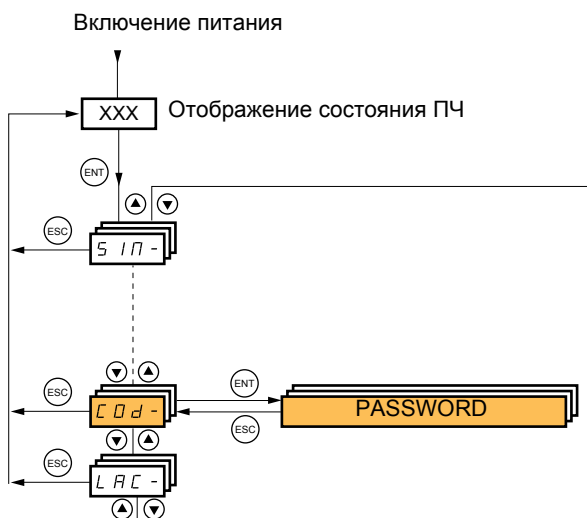 Включение питания
XXX Отображение состояния ПЧ
ENT
ESC
SIM-
ESC
COd-
ENT
ESC
PASSWORD
ESC
LAC-